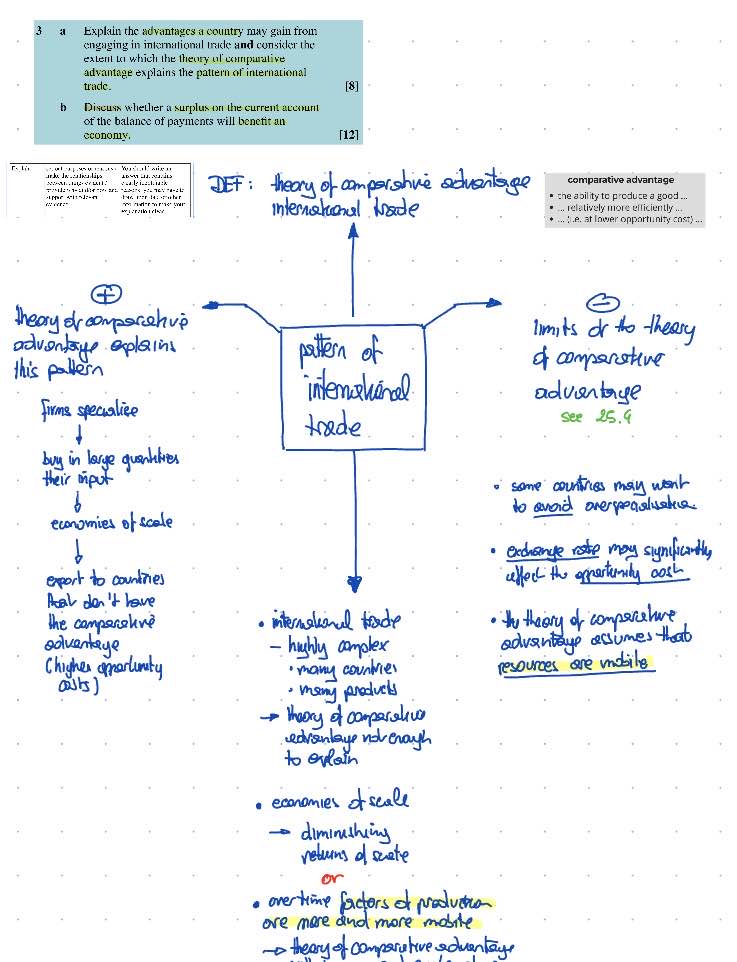 3 a Explain the advantages a country may gain from
engaging in international trade and consider the
extent to which the theory of comparative
advantage explains the pattern of international
trade. [8]
b Discuss whether a surplus on the current account
of the balance of payments will benefit an
economy. [12]
DEF: theory of comparative advantage
international trade
comparative advantage
• the ability to produce a good ...
• ... relatively more efficiently ...
• ... (i.e. at lower opportunity cost) ...
pattern of
international
trade
+
theory of comparative
advantage explains
this pattern
firms specialise
↓
buy in large quantities
their input
↓
economies of scale
↓
export to countries
that don't have
the comparative
advantage
(higher opportunity
costs)
−
limits of the theory
of comparative
advantage
see 25.9
• some countries may want
to avoid overspecialisation
• exchange rate may significantly
affect the opportunity cost
• the theory of comparative
advantage assumes that
resources are mobile
• international trade
– highly complex
• many countries
• many products
→ theory of comparative
advantage not enough
to explain
• economies of scale
→ diminishing
returns of scale
or
• overtime factors of production
are more and more mobile
→ theory of comparative advantage